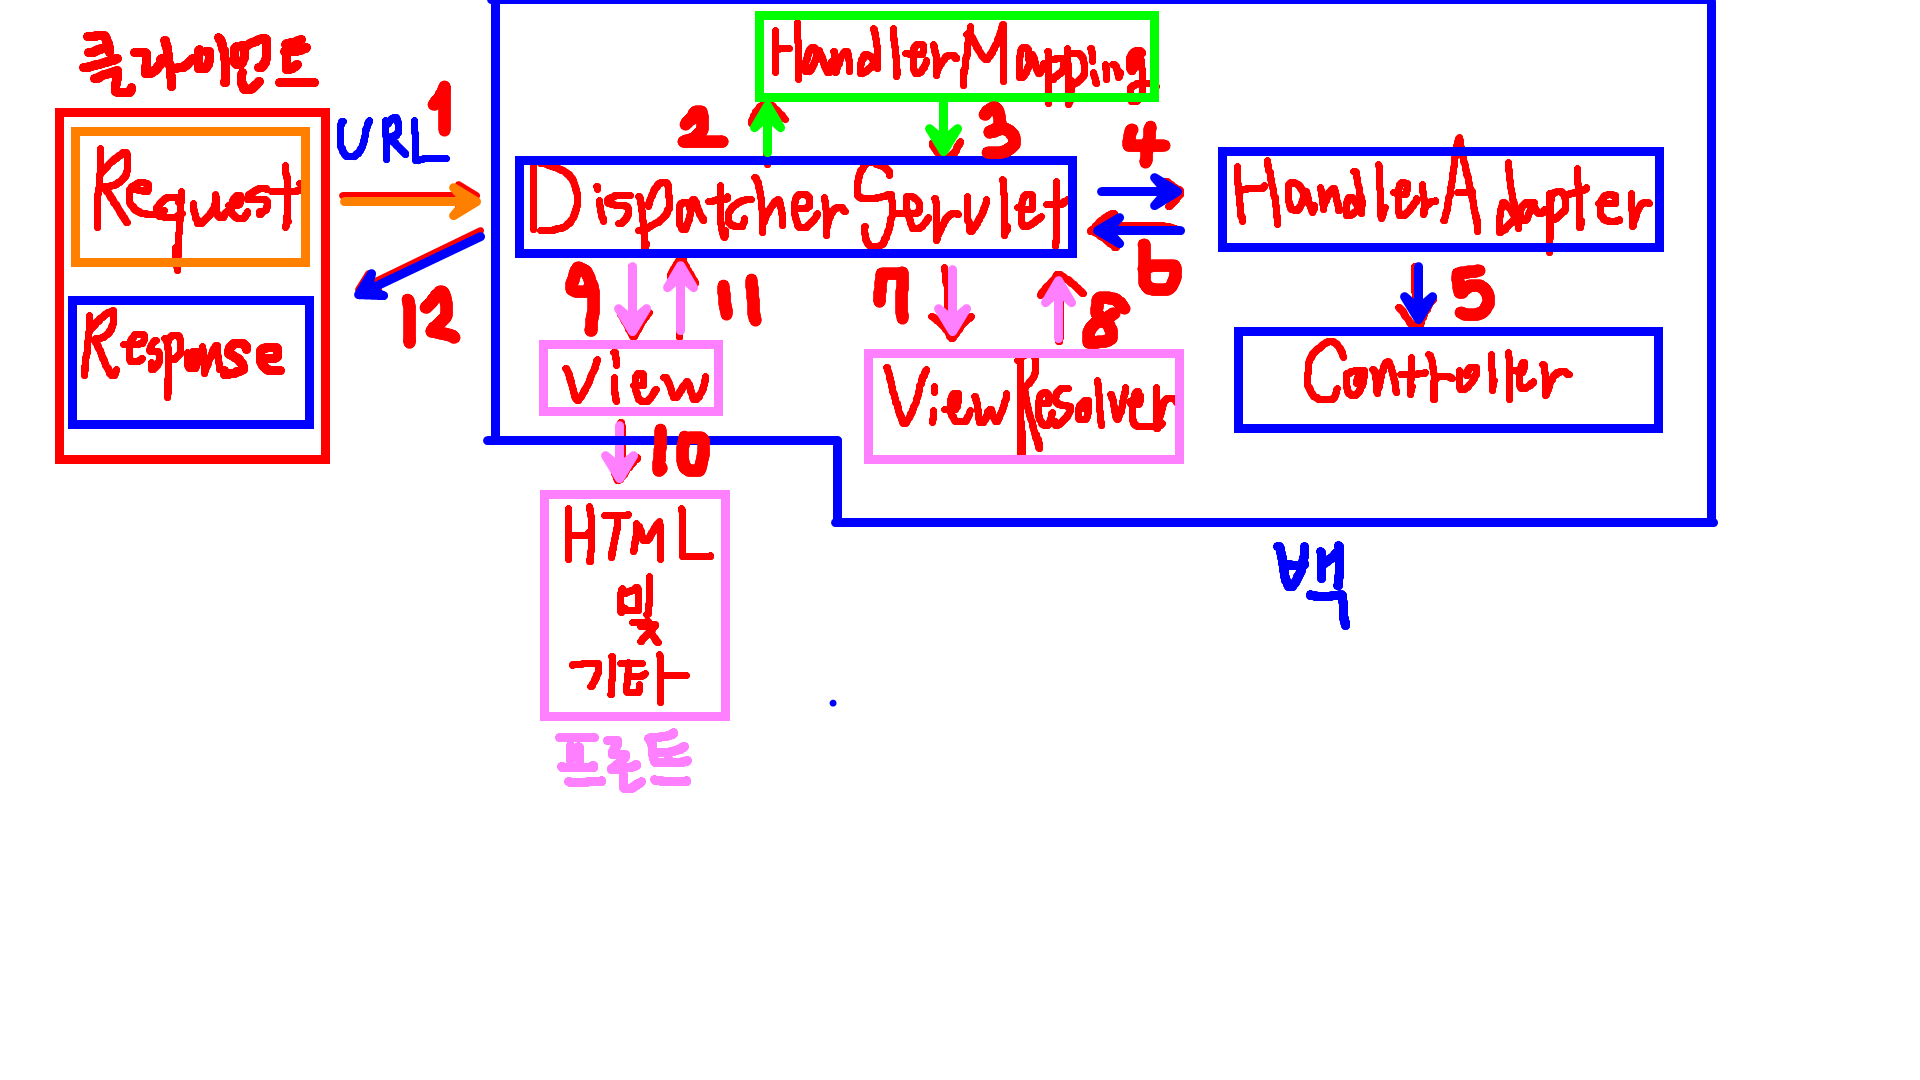 클라이언트
Request
Response
URL
1
12
HandlerMapping
2
3
DispatcherServlet
4
6
HandlerAdapter
5
Controller
9
11
7
8
View
ViewResolver
10
HTML
및
기타
프론트
백